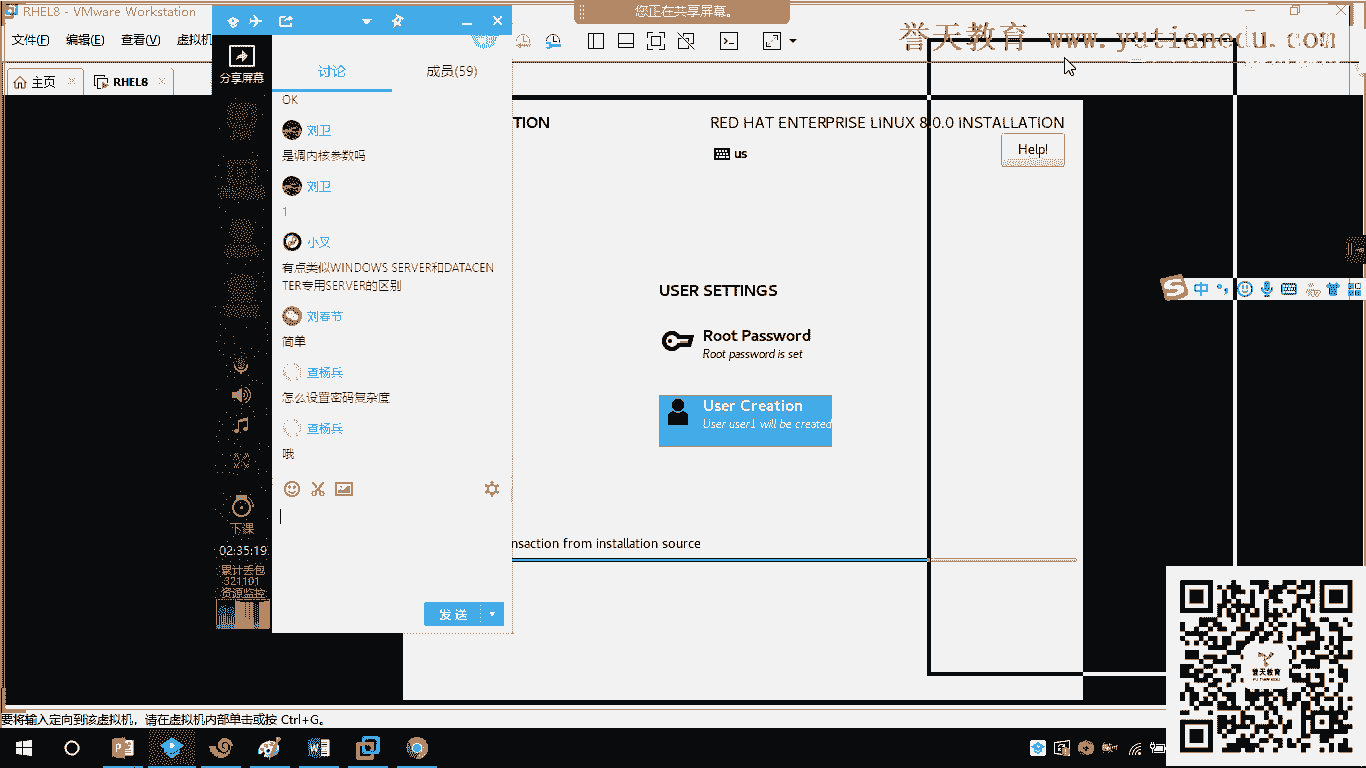 RHEL8 - VMware Workstation
您正在共享屏幕。
文件(F) 编辑(E) 查看(V) 虚拟机
誉天教育 www.yutianedu.com
主页
RHEL8
分享屏幕
讨论
成员(59)
OK
刘卫
是调内核参数吗
刘卫
1
小叉
有点类似WINDOWS SERVER和DATACEN
TER专用SERVER的区别
刘春节
简单
查杨兵
怎么设置密码复杂度
查杨兵
哦
下课
02:35:19
累计丢包
321101
资源监控
发送
TION
RED HAT ENTERPRISE LINUX 8.0.0 INSTALLATION
us
Help!
USER SETTINGS
Root Password
Root password is set
User Creation
User user1 will be created
nsaction from installation source
中
誉天教育
YU TIAN EDU
要将输入定向到该虚拟机，请在虚拟机内部单击或按 Ctrl+G。